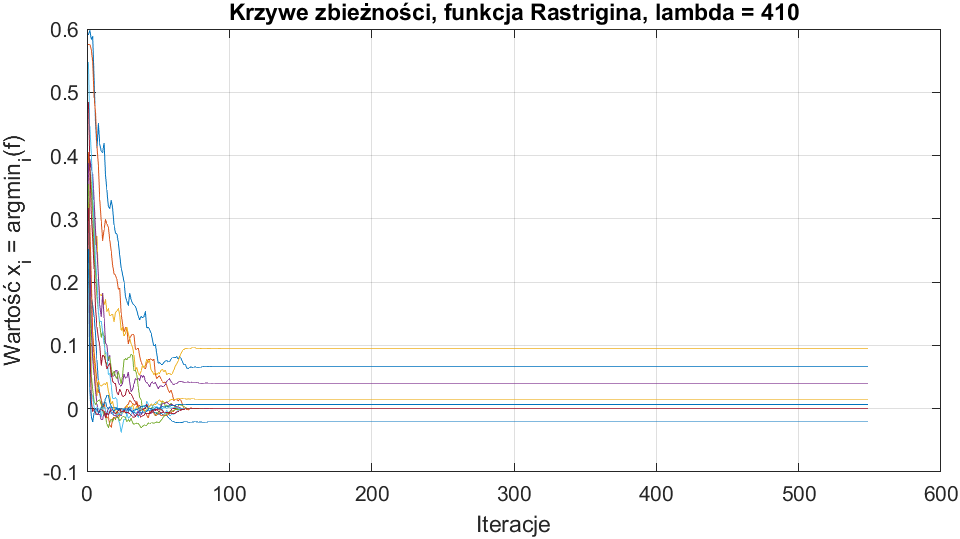 Krzywe zbieżności, funkcja Rastrigina, lambda = 410
0.6
0.5
0.4
0.3
0.2
0.1
0
-0.1
Wartość x_i = argmin_i(f)
0 100 200 300 400 500 600
Iteracje